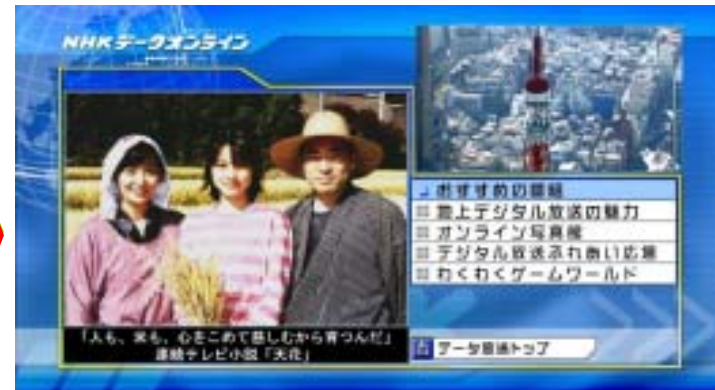 NHKデータオンライン
おすすめの番組
地上デジタル放送の魅力
オンライン写真館
デジタル放送ふれあい広場
わくわくゲームワールド
「人も、米も、心をこめて慈しむから育つんだ」
連続テレビ小説「天花」
青 データ放送トップ